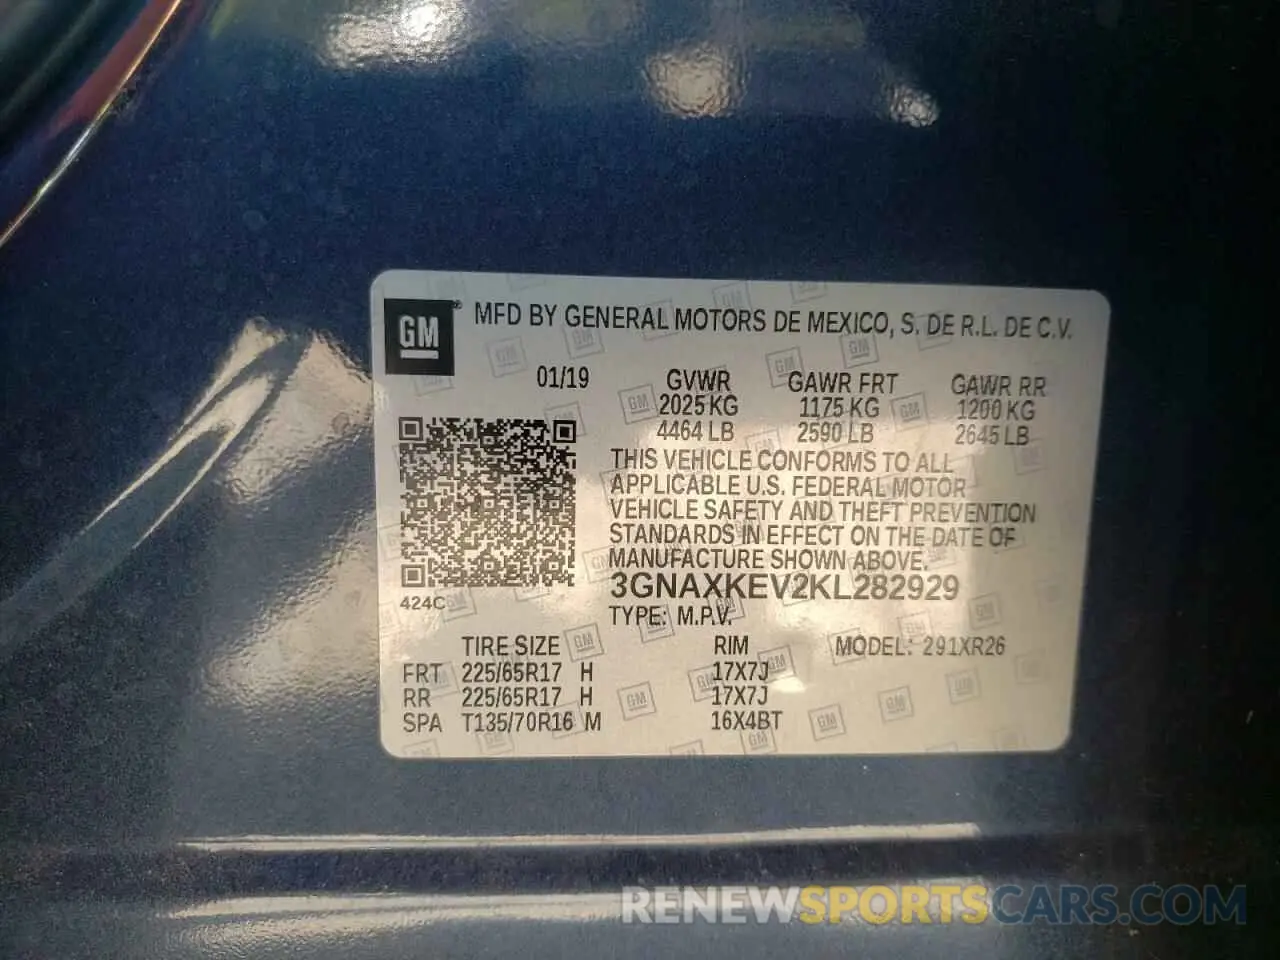 GM ® MFD BY GENERAL MOTORS DE MEXICO, S. DE R.L. DE C.V.
01/19 GVWR GAWR FRT GAWR RR
2025 KG 1175 KG 1200 KG
4464 LB 2590 LB 2645 LB
THIS VEHICLE CONFORMS TO ALL
APPLICABLE U.S. FEDERAL MOTOR
VEHICLE SAFETY AND THEFT PREVENTION
STANDARDS IN EFFECT ON THE DATE OF
MANUFACTURE SHOWN ABOVE.
3GNAXKEV2KL282929
424C
TYPE: M.P.V.
TIRE SIZE RIM MODEL: 291XR26
FRT 225/65R17 H 17X7J
RR 225/65R17 H 17X7J
SPA T135/70R16 M 16X4BT
RENEWSPORTSCARS.COM